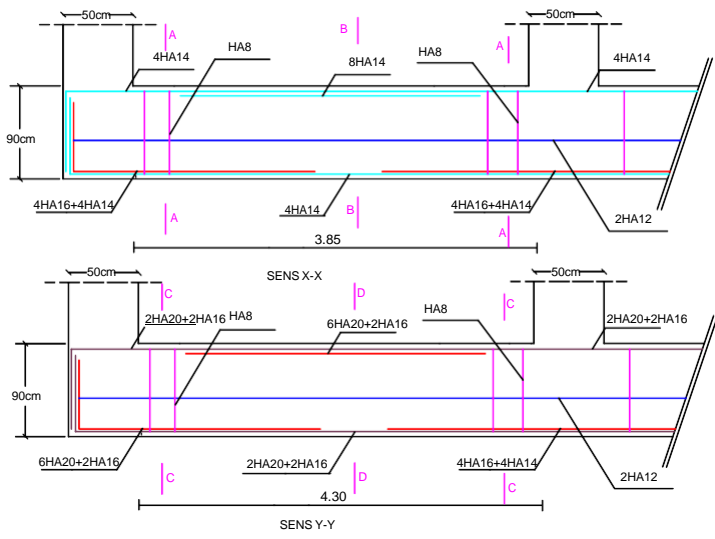 50cm
50cm
A
B
A
4HA14
HA8
8HA14
HA8
4HA14
90cm
4HA16+4HA14
A
4HA14
B
4HA16+4HA14
A
2HA12
3.85
SENS X-X
50cm
50cm
C
D
C
2HA20+2HA16
HA8
6HA20+2HA16
HA8
2HA20+2HA16
90cm
6HA20+2HA16
C
2HA20+2HA16
D
4HA16+4HA14
C
2HA12
4.30
SENS Y-Y